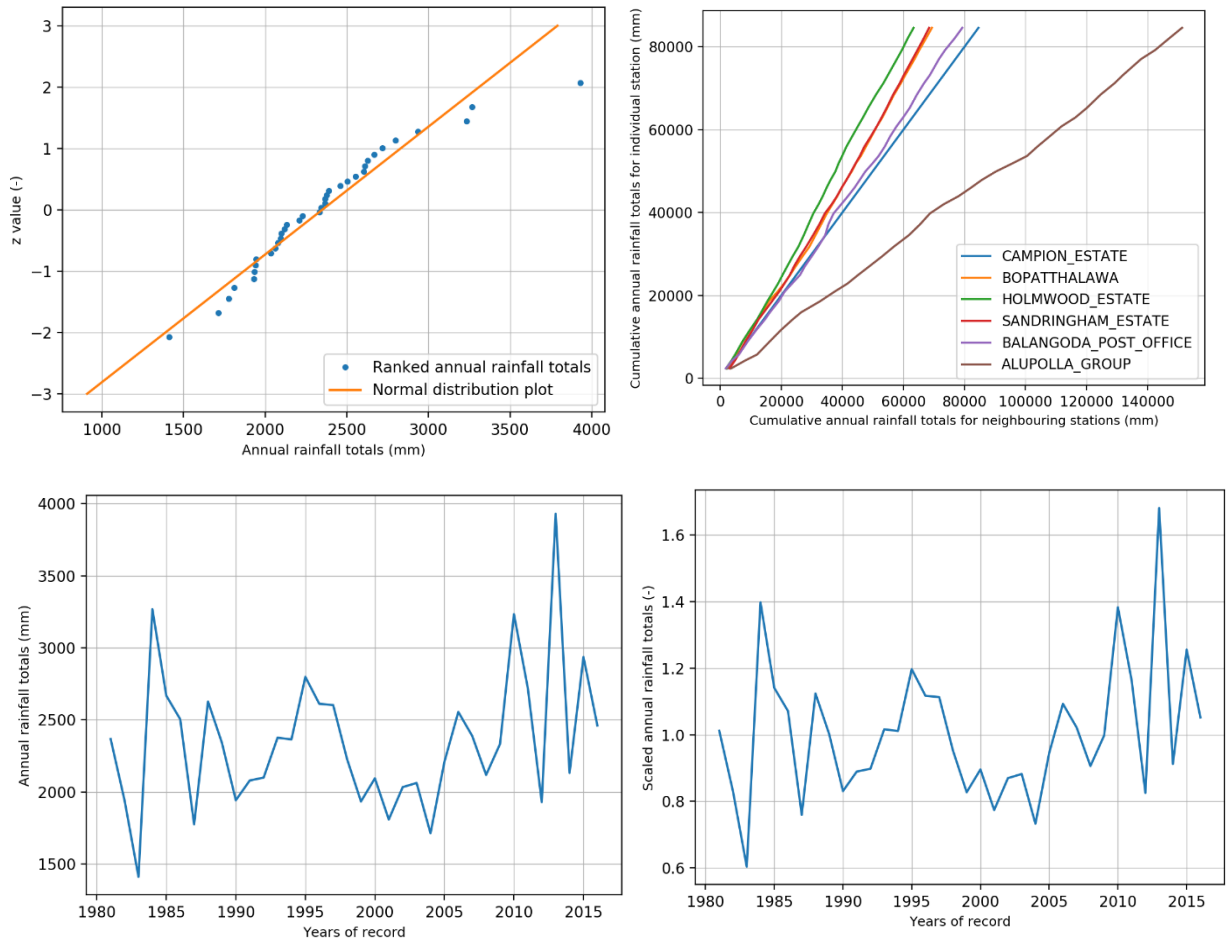 3
2
1
0
−1
−2
−3
z value (-)
Ranked annual rainfall totals
Normal distribution plot
1000 1500 2000 2500 3000 3500 4000
Annual rainfall totals (mm)
80000
60000
40000
20000
0
Cumulative annual rainfall totals for individual station (mm)
CAMPION_ESTATE
BOPATTHALAWA
HOLMWOOD_ESTATE
SANDRINGHAM_ESTATE
BALANGODA_POST_OFFICE
ALUPOLLA_GROUP
0 20000 40000 60000 80000 100000 120000 140000
Cumulative annual rainfall totals for neighbouring stations (mm)
4000
3500
3000
2500
2000
1500
Annual rainfall totals (mm)
1980 1985 1990 1995 2000 2005 2010 2015
Years of record
1.6
1.4
1.2
1.0
0.8
0.6
Scaled annual rainfall totals (-)
1980 1985 1990 1995 2000 2005 2010 2015
Years of record